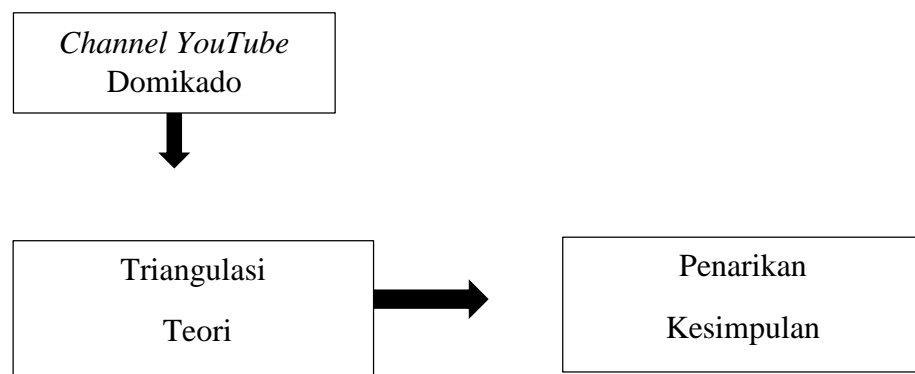 Channel YouTube
Domikado
Triangulasi
Teori
Penarikan
Kesimpulan